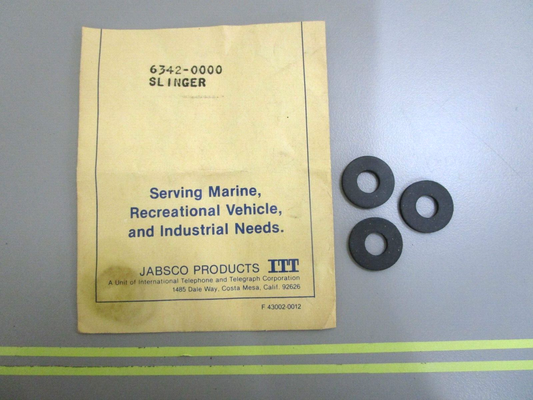 6342-0000
SLINGER
Serving Marine,
Recreational Vehicle,
and Industrial Needs.
JABSCO PRODUCTS ITT
A Unit of International Telephone and Telegraph Corporation
1485 Dale Way, Costa Mesa, Calif. 92626
F 43002-0012